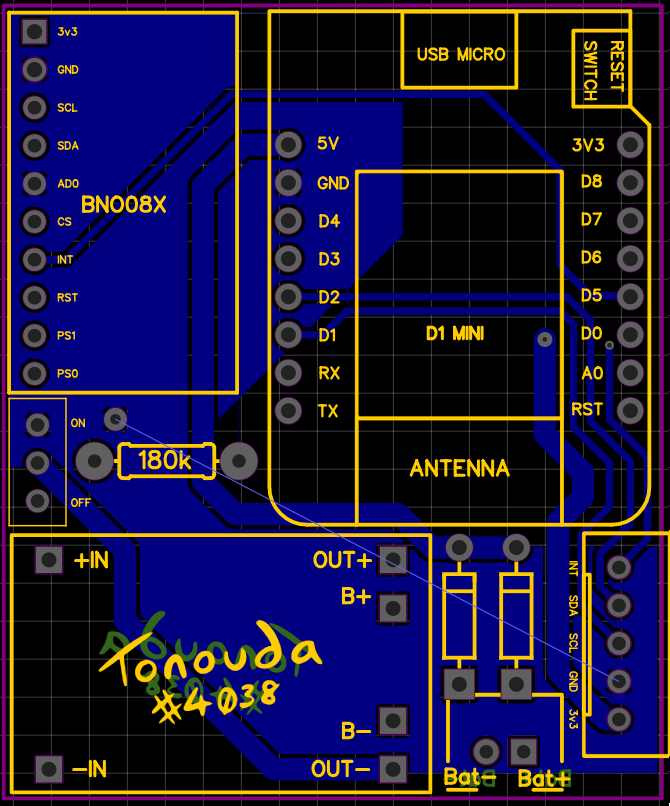 3v3
GND
SCL
SDA
AD0
CS
INT
RST
PS1
PS0
BNO08X
USB MICRO
RESET
SWITCH
5V
GND
D4
D3
D2
D1
RX
TX
3V3
D8
D7
D6
D5
D0
A0
RST
D1 MINI
ANTENNA
ON
OFF
180k
+IN
-IN
OUT+
B+
B-
OUT-
Tonouda
#4038
INT
SDA
SCL
GND
3v3
Bat-
Bat+